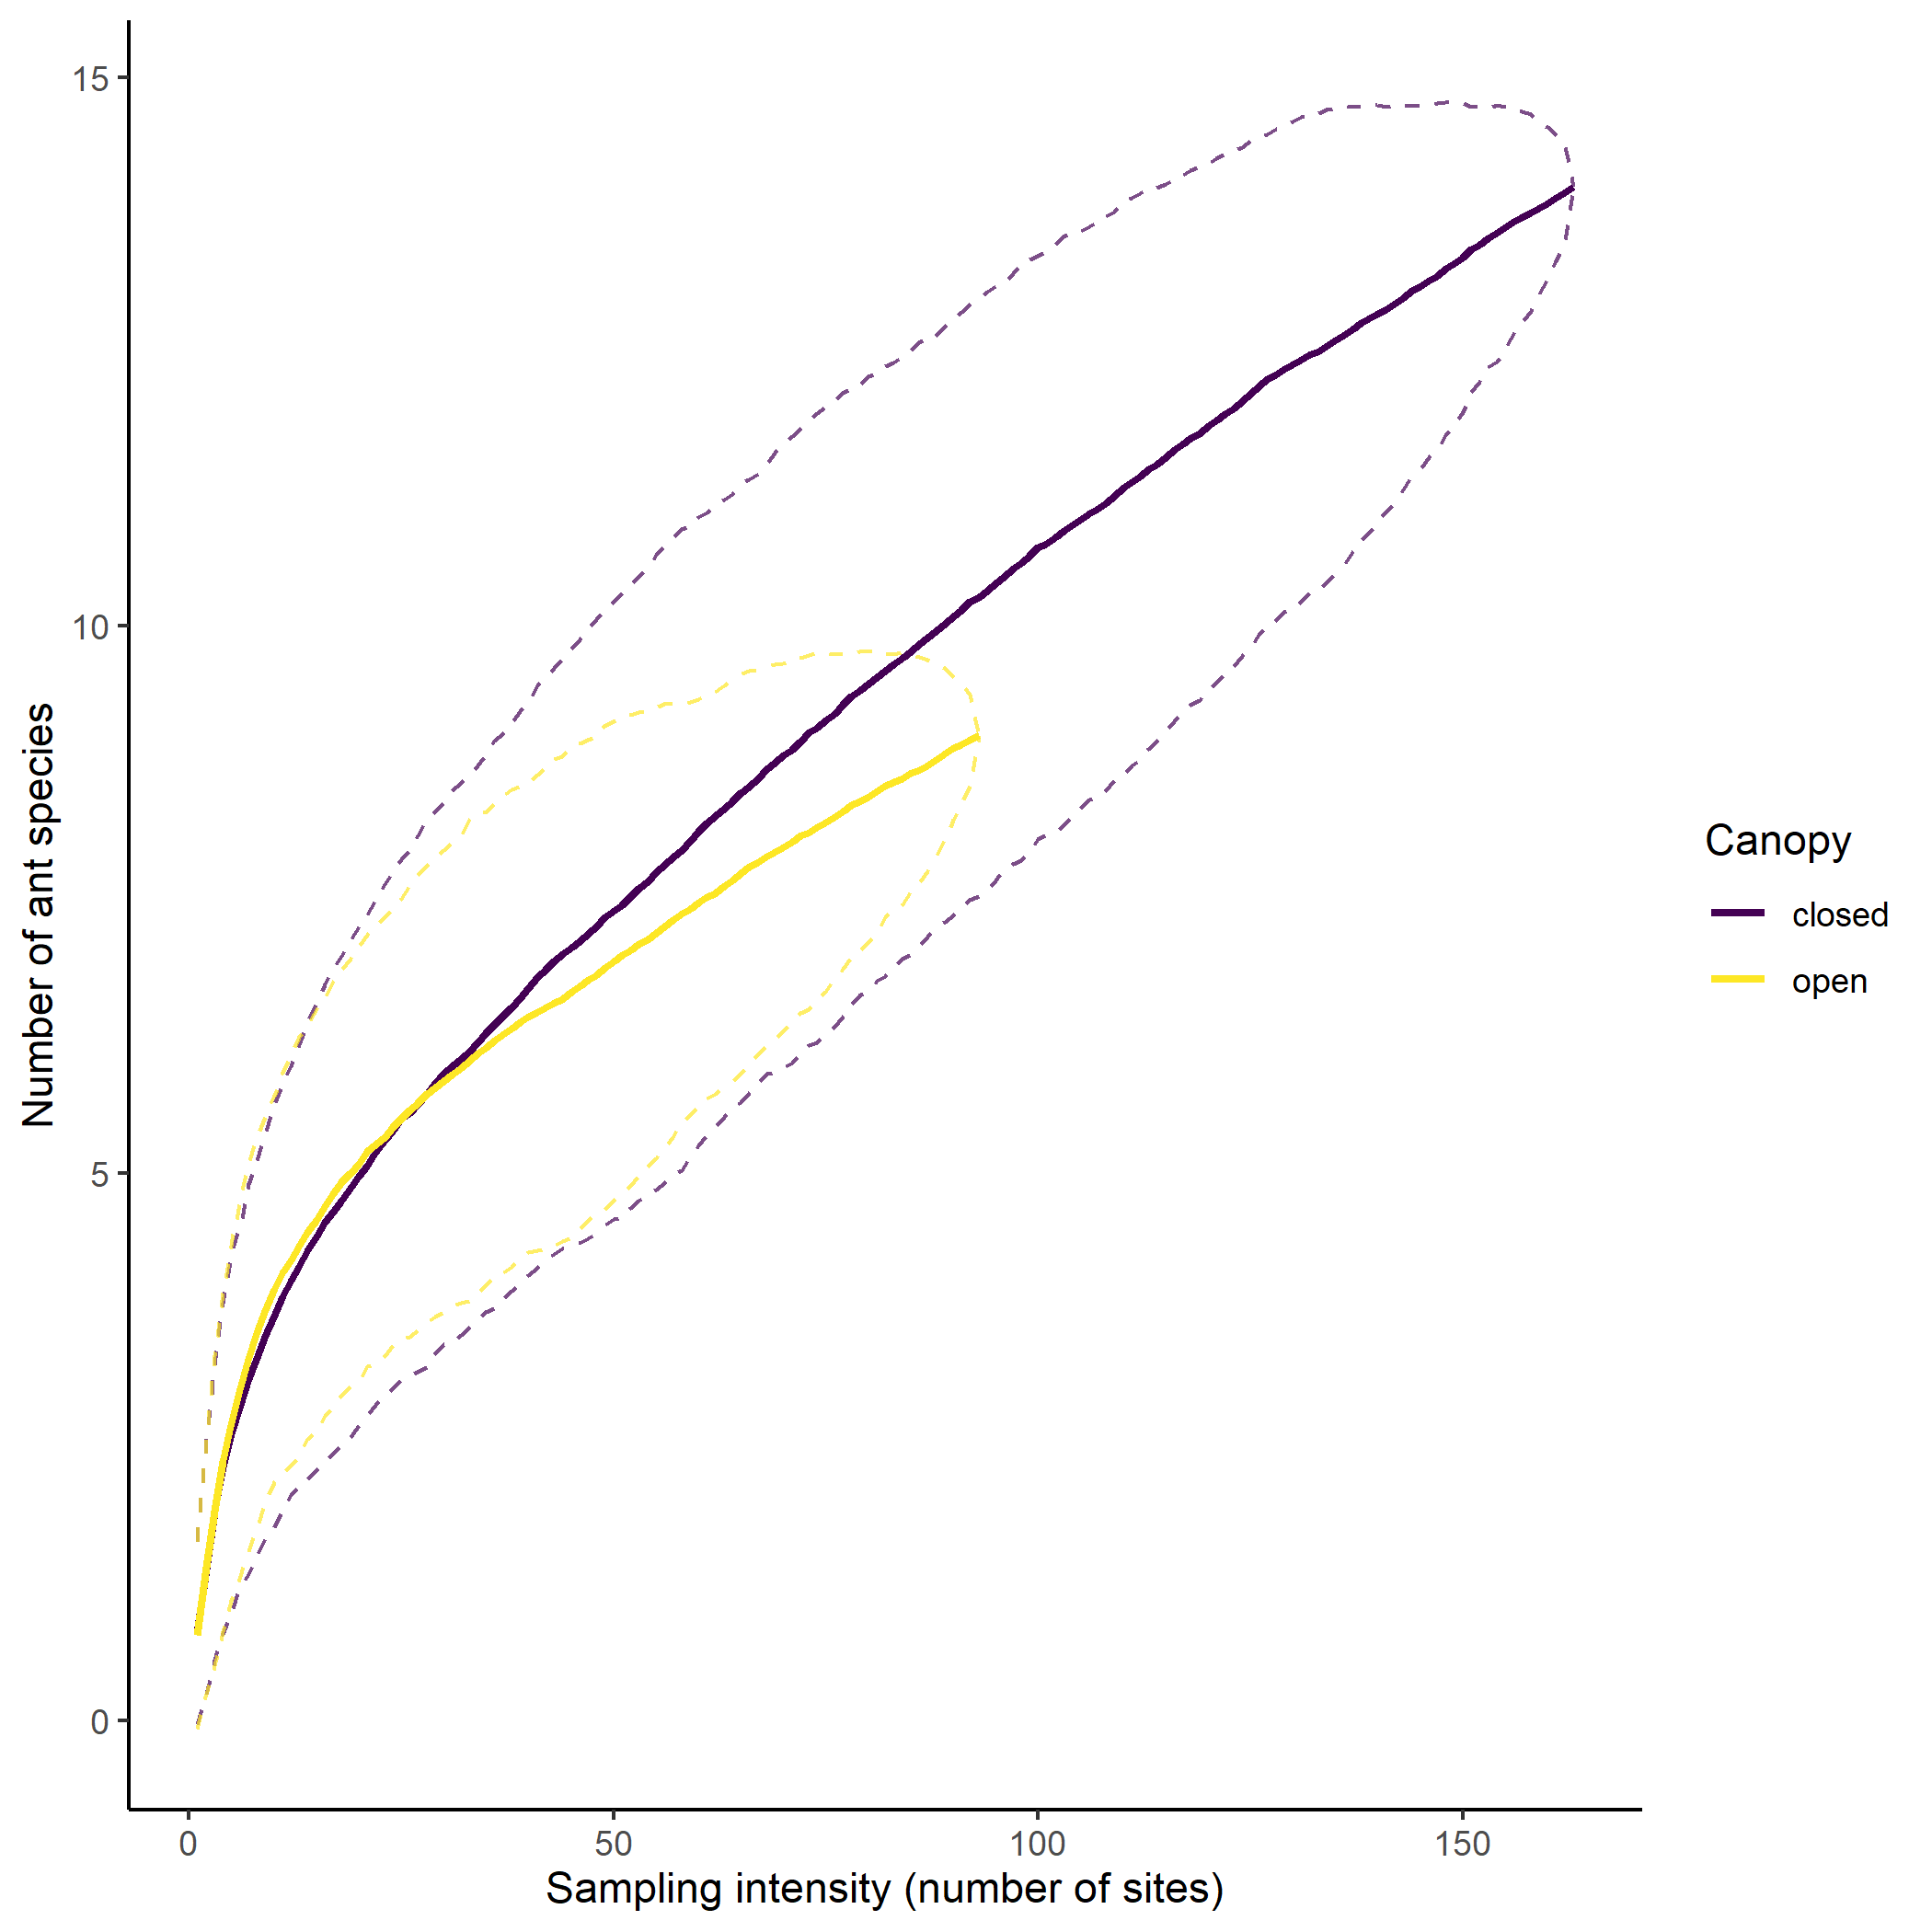 15
10
5
0
Number of ant species
0 50 100 150
Sampling intensity (number of sites)
Canopy
closed
open